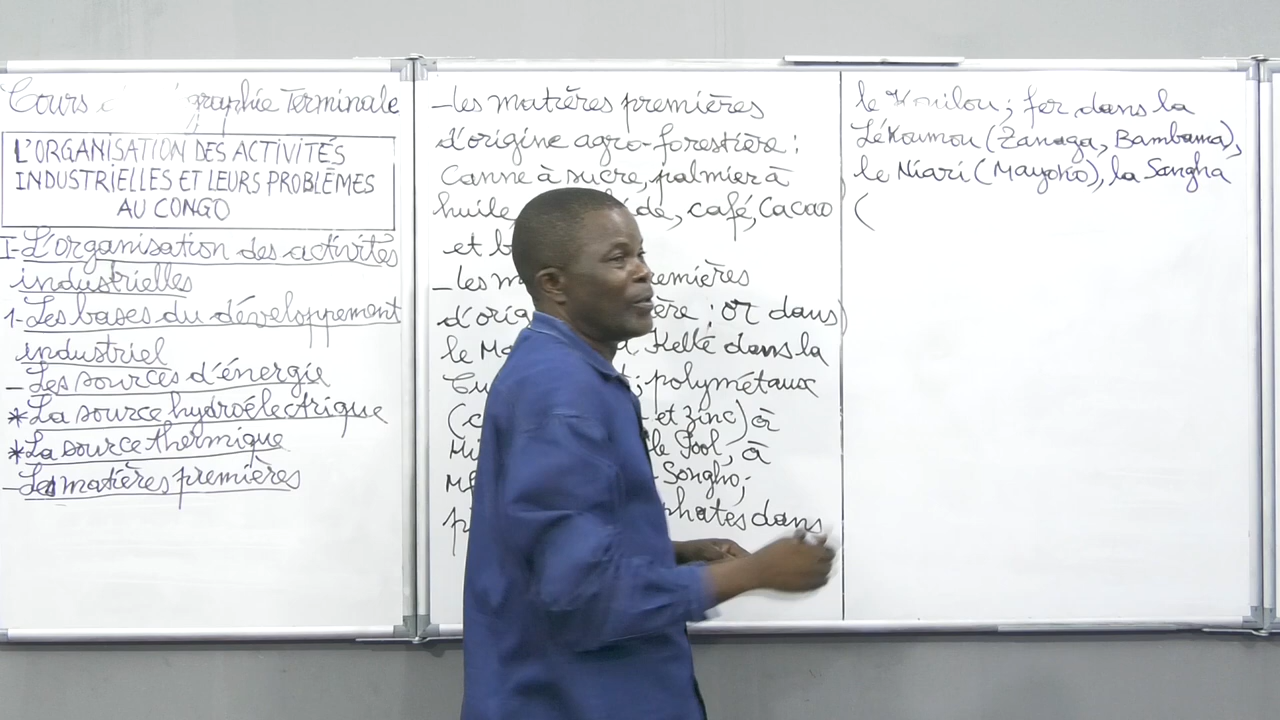 Cours graphie Terminale
L'ORGANISATION DES ACTIVITÉS
INDUSTRIELLES ET LEURS PROBLÈMES
AU CONGO
I-L'organisation des activités
industrielles
1-Les bases du développement
industriel
-Les sources d'énergie
*La source hydroélectrique
*La source thermique
-Les matières premières
-les matières premières
d'origine agro-forestière :
Canne à sucre, palmier à
huile, café, Cacao
et
-les premières
d'orig ère : or dans
le Kellé dans la
polymétaux
et zinc) à
le Pool, à
Songho;
phates dans
le Kouilou ; fer dans la
Lékoumou (Zanaga, Bambama),
le Niari (Mayoko), la Sangha
(